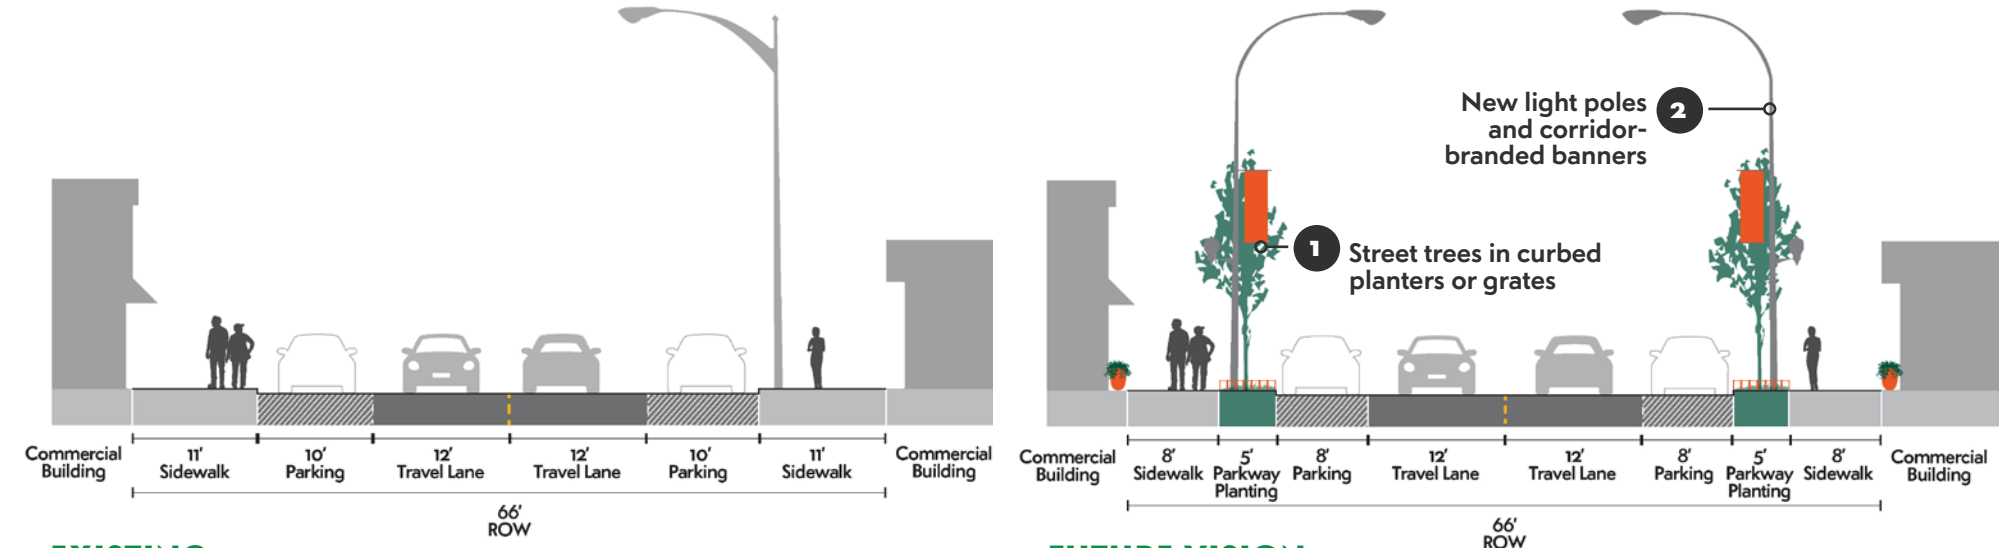 New light poles
and corridor-
branded banners
2
1
Street trees in curbed
planters or grates
Commercial
Building
11'
Sidewalk
10'
Parking
12'
Travel Lane
12'
Travel Lane
10'
Parking
11'
Sidewalk
Commercial
Building
66'
ROW
EXISTING
Commercial
Building
8'
Sidewalk
5'
Parkway
Planting
8'
Parking
12'
Travel Lane
12'
Travel Lane
8'
Parking
5'
Parkway
Planting
8'
Sidewalk
Commercial
Building
66'
ROW
FUTURE VISION